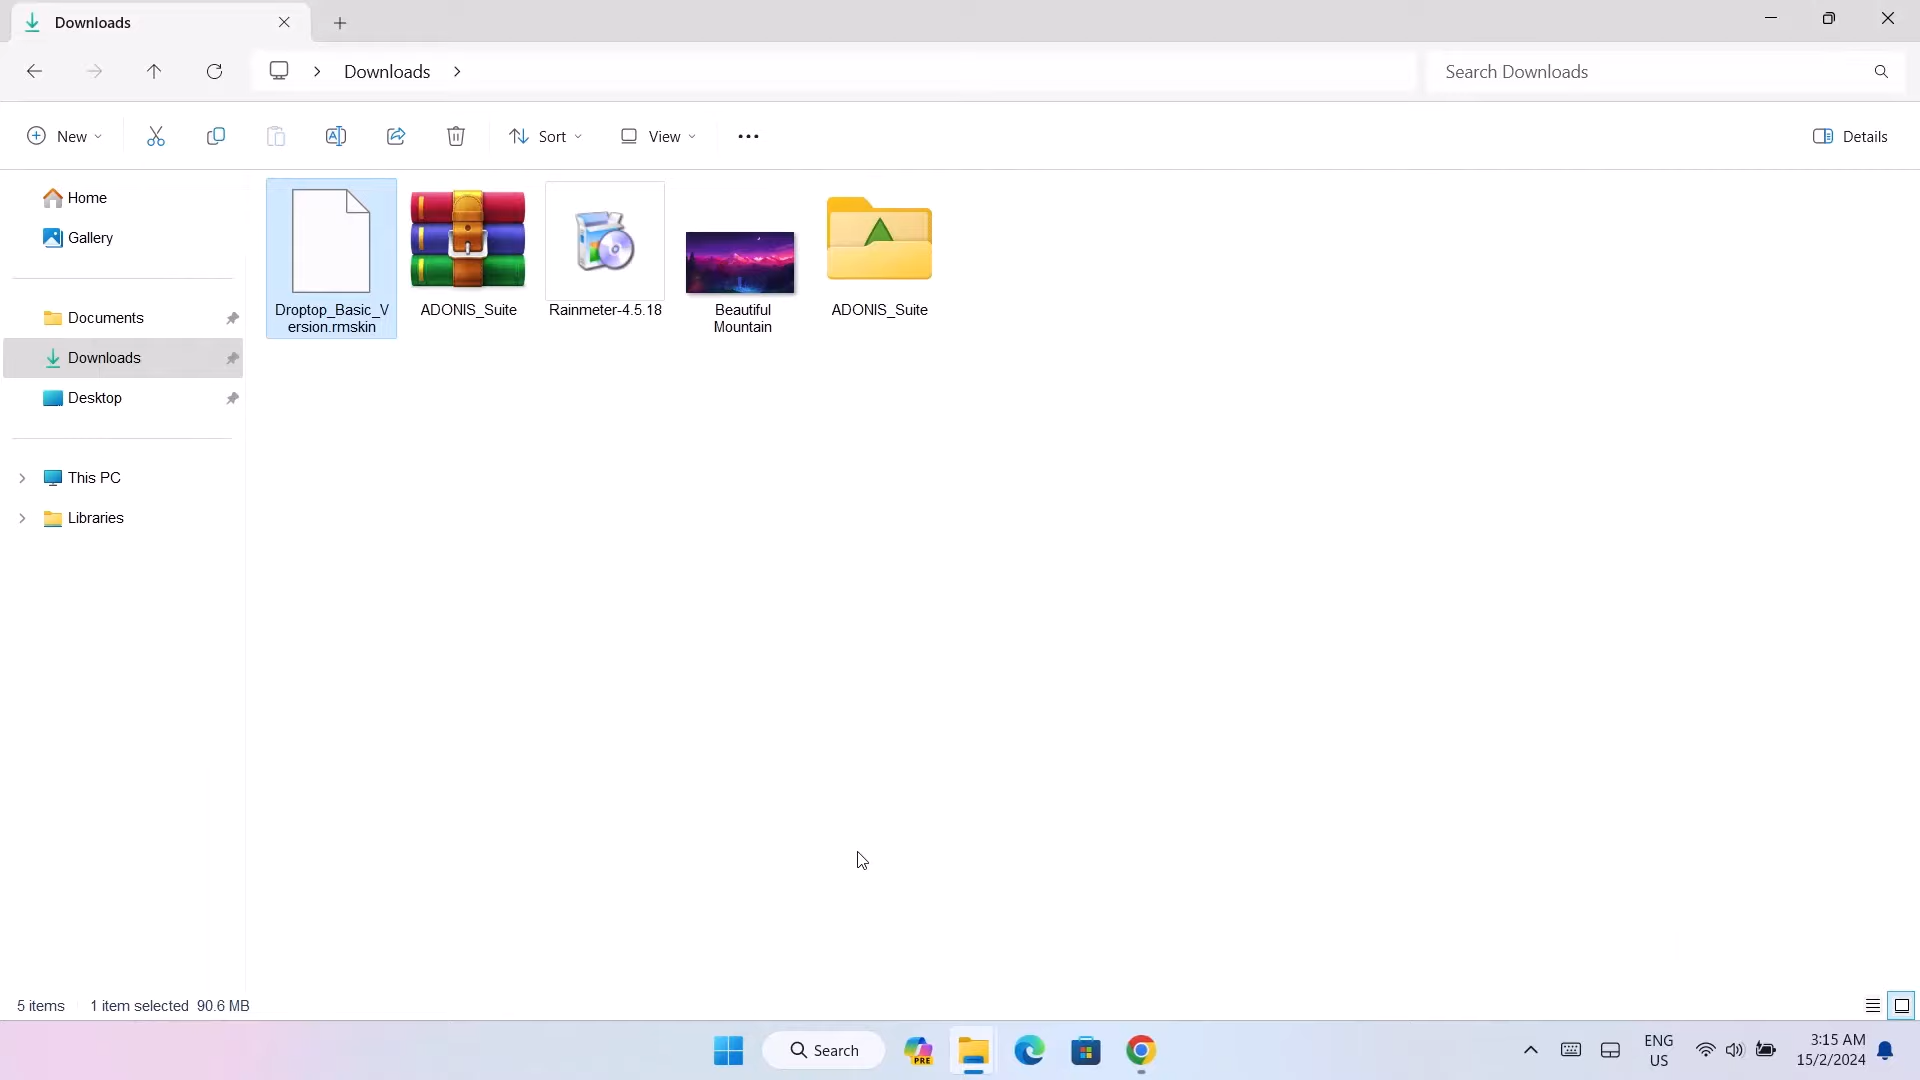 Downloads
Downloads
Search Downloads
New
Sort
View
Details
Home
Gallery
Documents
Downloads
Desktop
This PC
Libraries
Droptop_Basic_V
ersion.rmskin
ADONIS_Suite
Rainmeter-4.5.18
Beautiful
Mountain
ADONIS_Suite
5 items
1 item selected 90.6 MB
Search
PRE
ENG
US
3:15 AM
15/2/2024